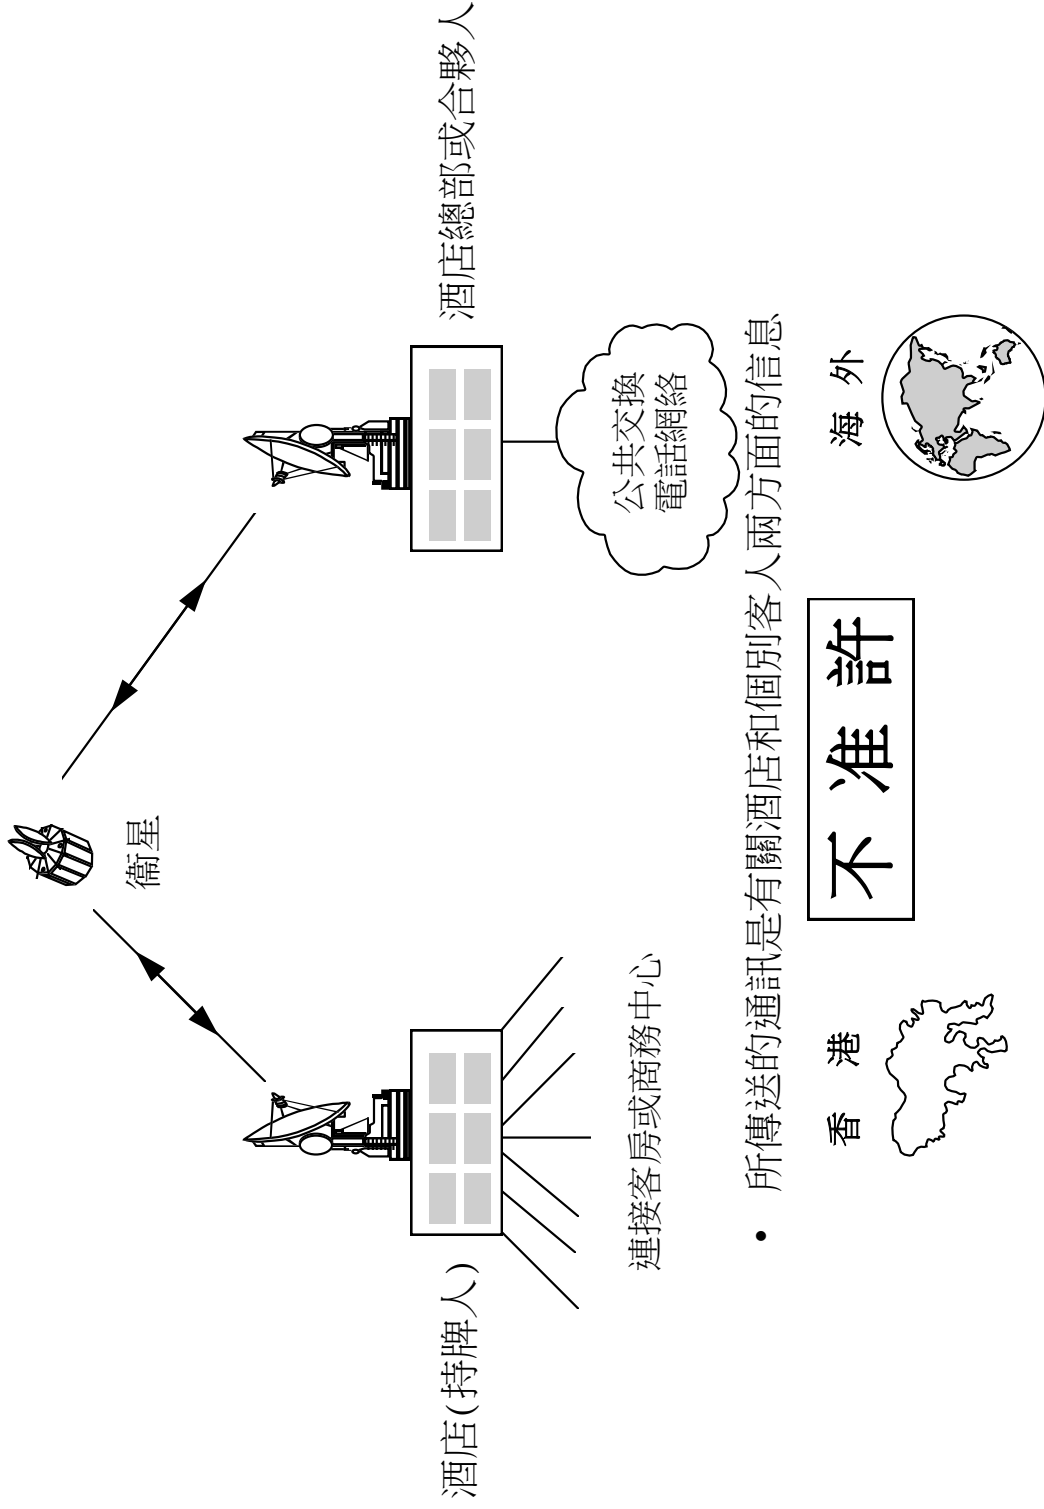 衞星
酒店(持牌人)
酒店總部或合夥人
公共交換
電話網絡
連接客房或商務中心
• 所傳送的通訊是有關酒店和個別客人兩方面的信息
不准許
香港
海外